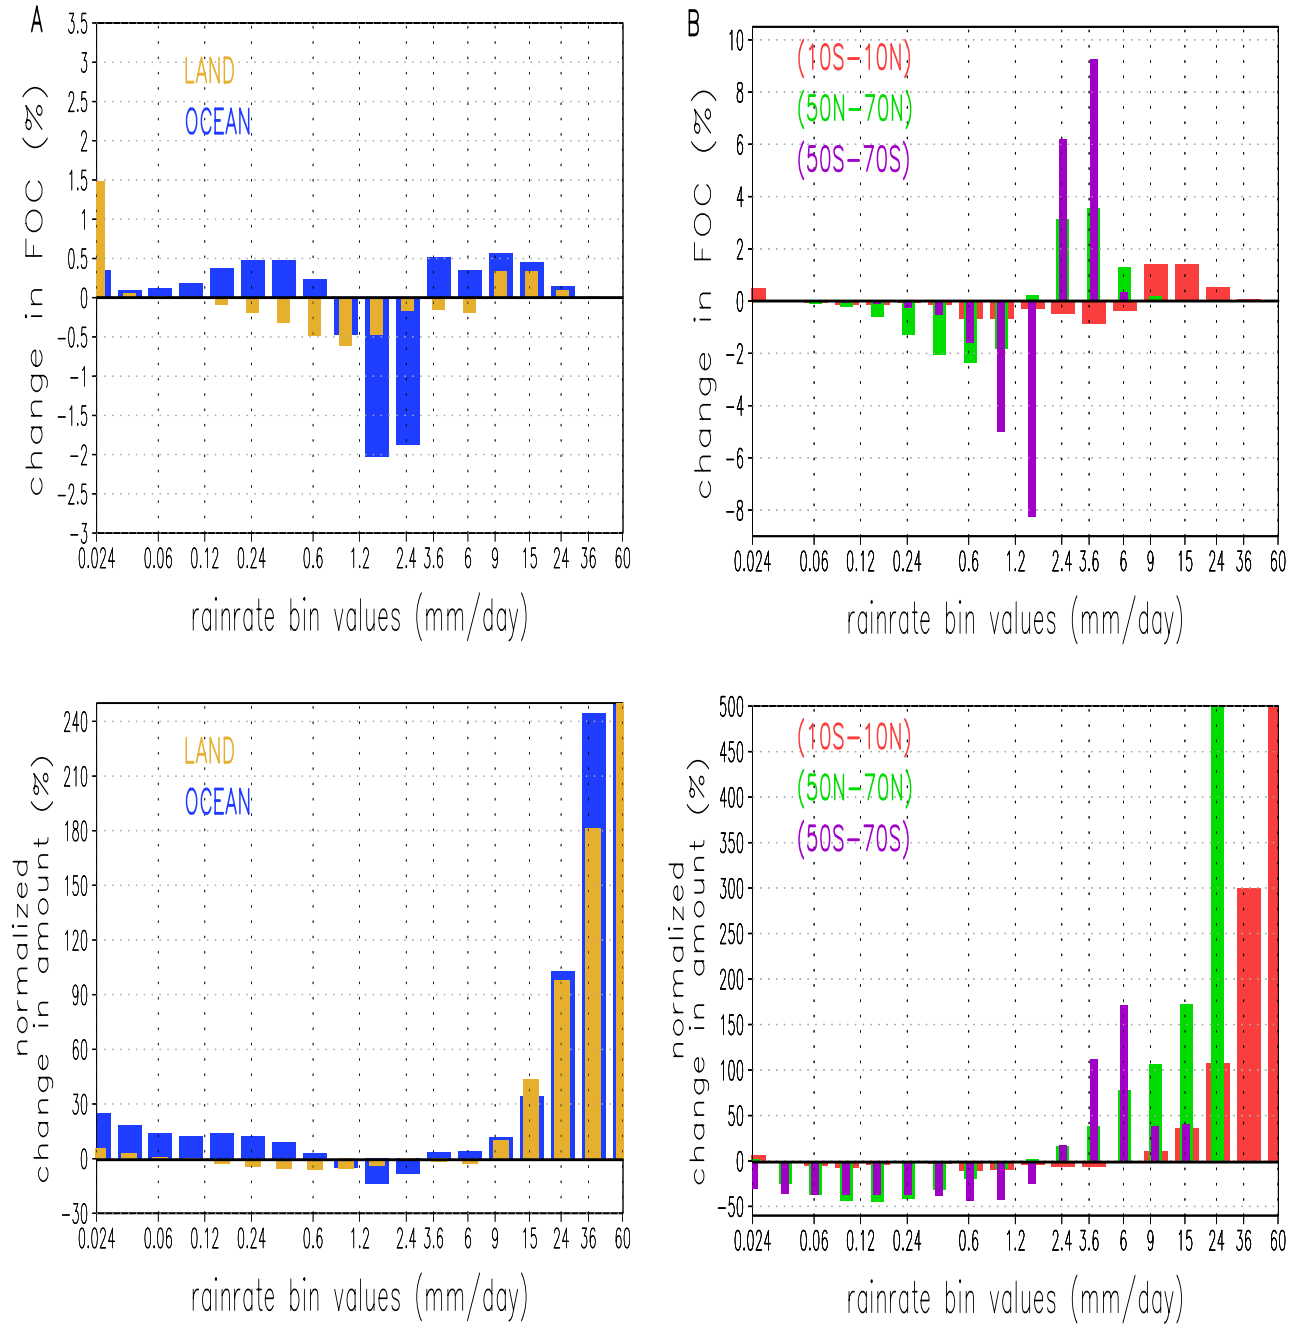 A
3.5
3
2.5
2
1.5
1
0.5
0
-0.5
-1
-1.5
-2
-2.5
-3
change in FOC (%)
LAND
OCEAN
0.024 0.06 0.12 0.24 0.6 1.2 2.4 3.6 6 9 15 24 36 60
rainrate bin values (mm/day)
B
10
8
6
4
2
0
-2
-4
-6
-8
change in FOC (%)
(10S-10N)
(50N-70N)
(50S-70S)
0.024 0.06 0.12 0.24 0.6 1.2 2.4 3.6 6 9 15 24 36 60
rainrate bin values (mm/day)
240
210
180
150
120
90
60
30
0
-30
normalized
change in amount (%)
LAND
OCEAN
0.024 0.06 0.12 0.24 0.6 1.2 2.4 3.6 6 9 15 24 36 60
rainrate bin values (mm/day)
500
450
400
350
300
250
200
150
100
50
0
-50
normalized
change in amount (%)
(10S-10N)
(50N-70N)
(50S-70S)
0.024 0.06 0.12 0.24 0.6 1.2 2.4 3.6 6 9 15 24 36 60
rainrate bin values (mm/day)